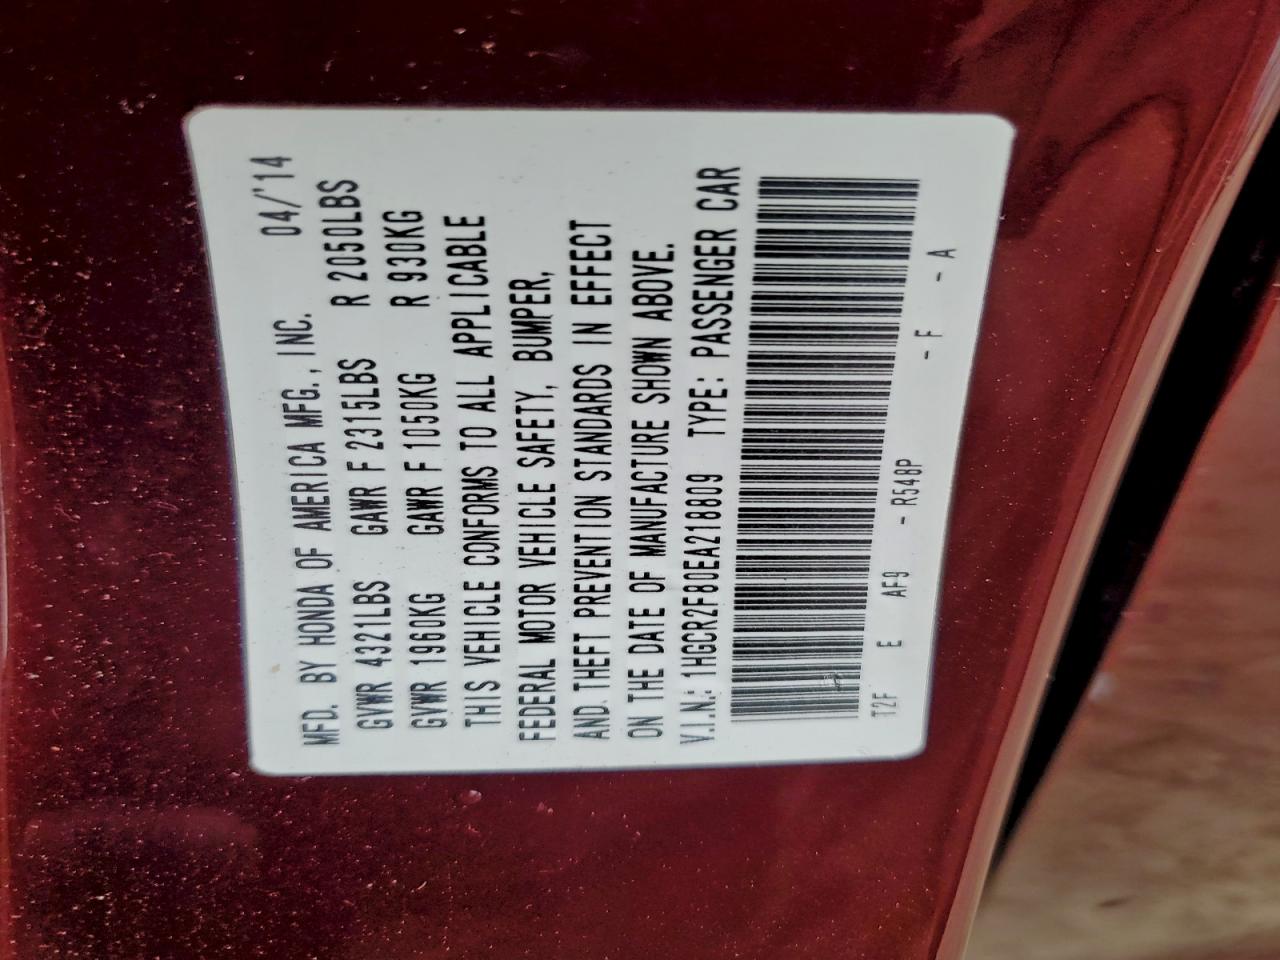 MFD. BY HONDA OF AMERICA MFG., INC. 04/'14
GVWR 4321LBS GAWR F 2315LBS R 2050LBS
GVWR 1960KG GAWR F 1050KG R 930KG
THIS VEHICLE CONFORMS TO ALL APPLICABLE
FEDERAL MOTOR VEHICLE SAFETY, BUMPER,
AND THEFT PREVENTION STANDARDS IN EFFECT
ON THE DATE OF MANUFACTURE SHOWN ABOVE.
V.I.N.: 1HGCR2F80EA218809 TYPE: PASSENGER CAR
T2F E AF9 - R548P - F - A